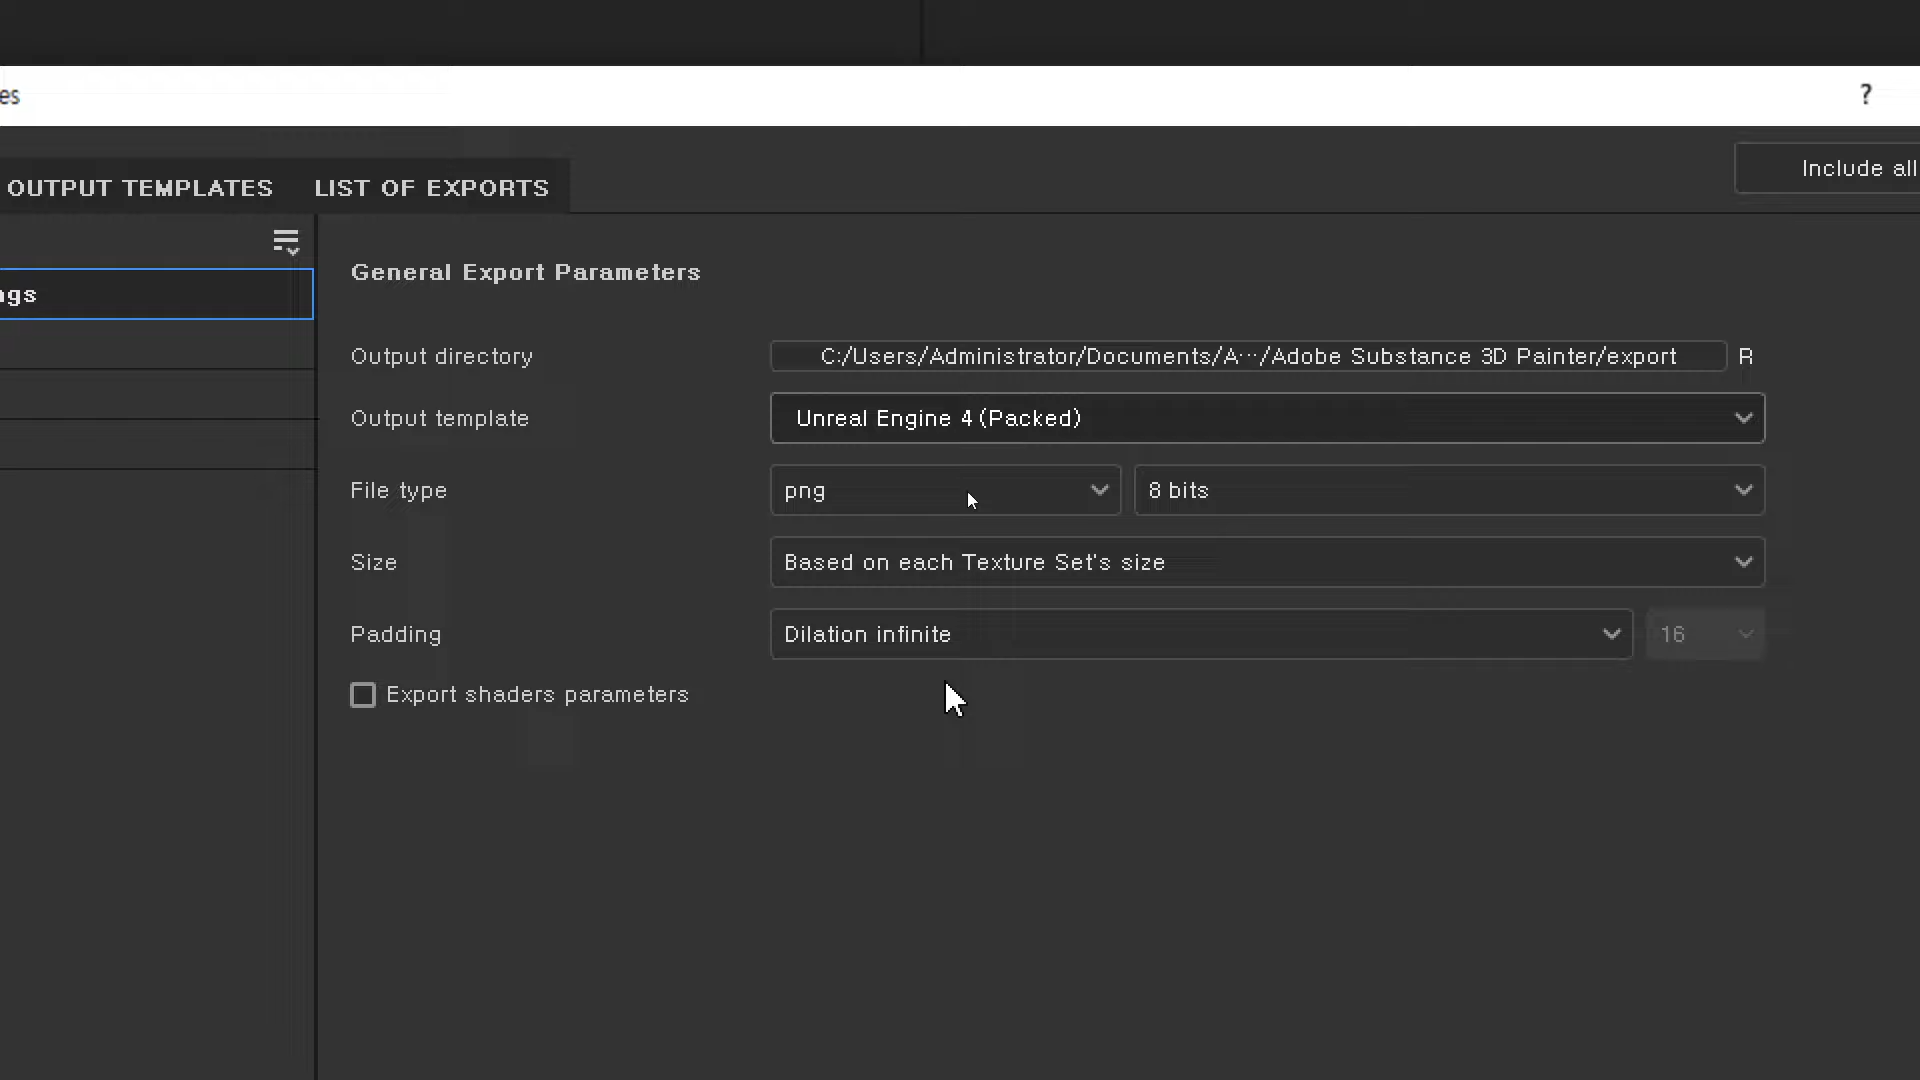 es
?
Include all
OUTPUT TEMPLATES LIST OF EXPORTS
ngs
General Export Parameters
Output directory C:/Users/Administrator/Documents/A···/Adobe Substance 3D Painter/export R
Output template Unreal Engine 4 (Packed)
File type png 8 bits
Size Based on each Texture Set's size
Padding Dilation infinite 16
Export shaders parameters